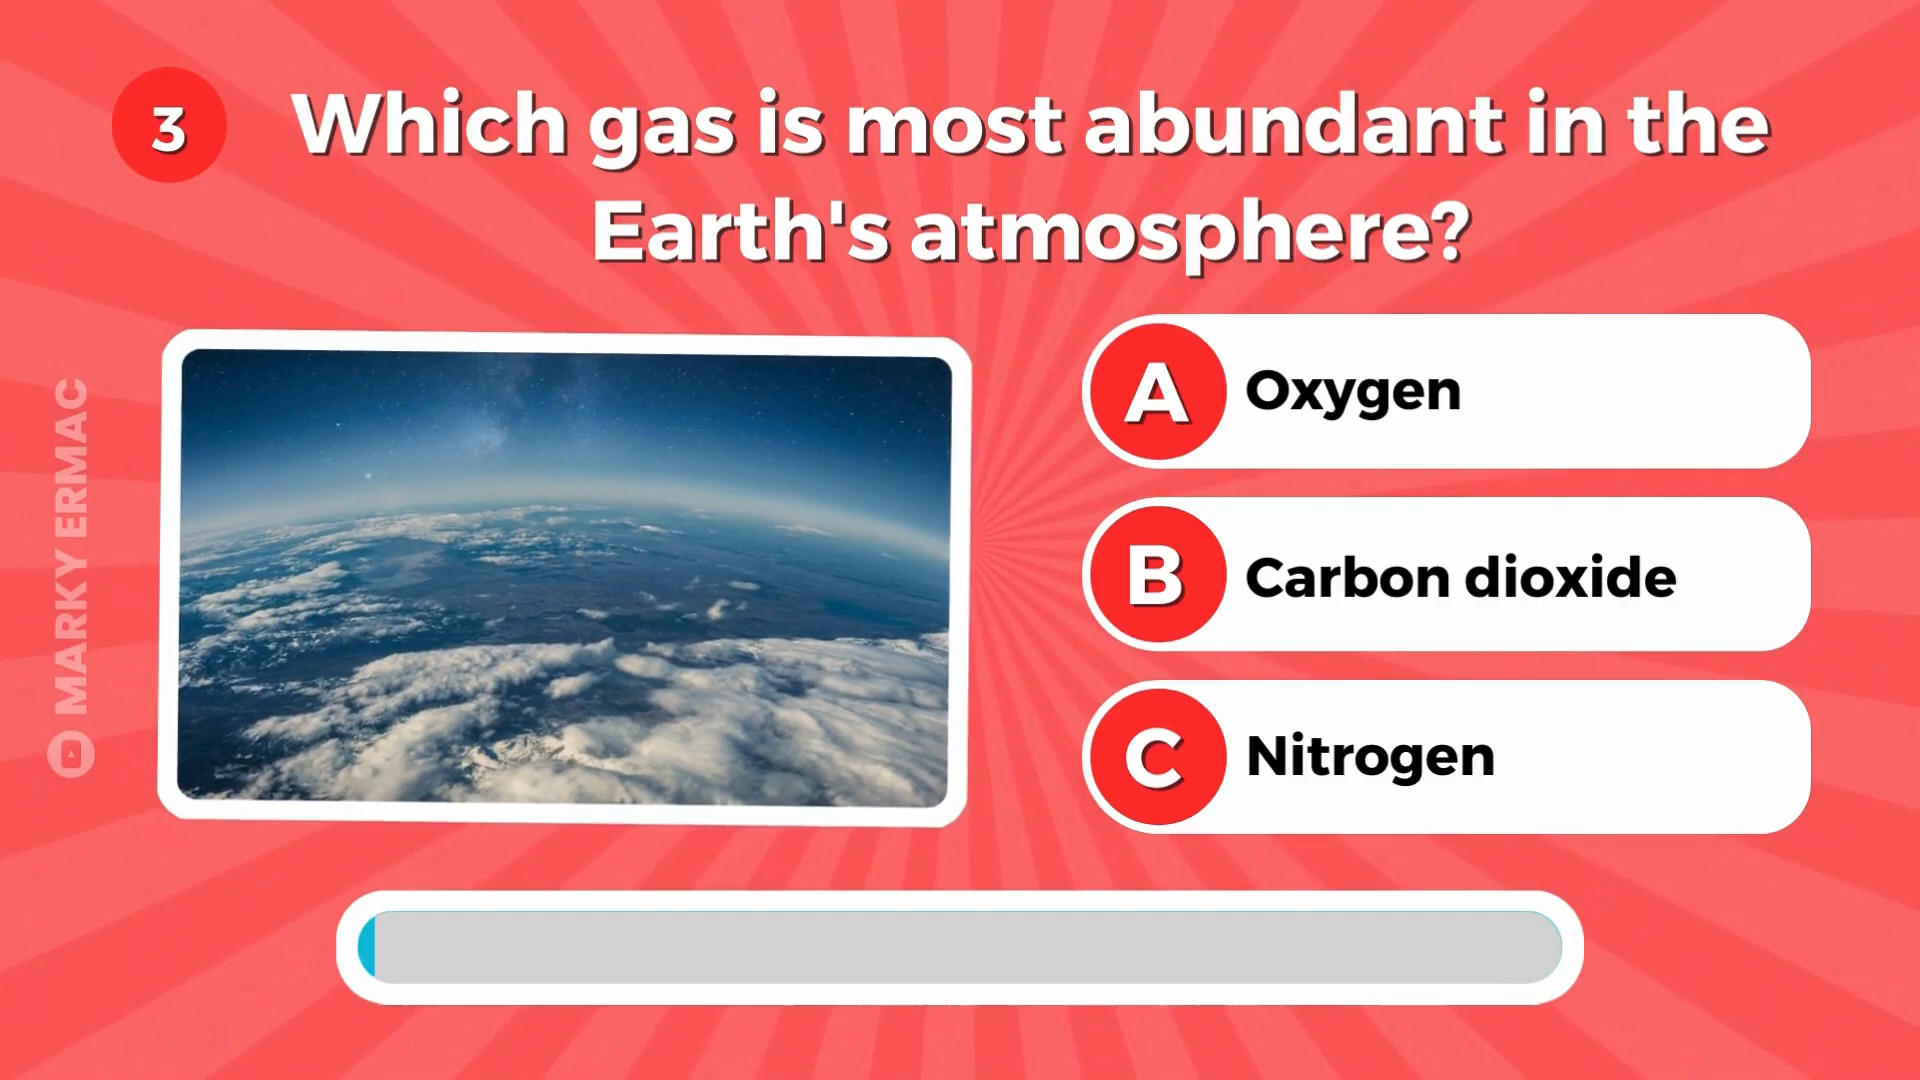 3
Which gas is most abundant in the
Earth's atmosphere?
A Oxygen
B Carbon dioxide
C Nitrogen
MARKY ERMAC